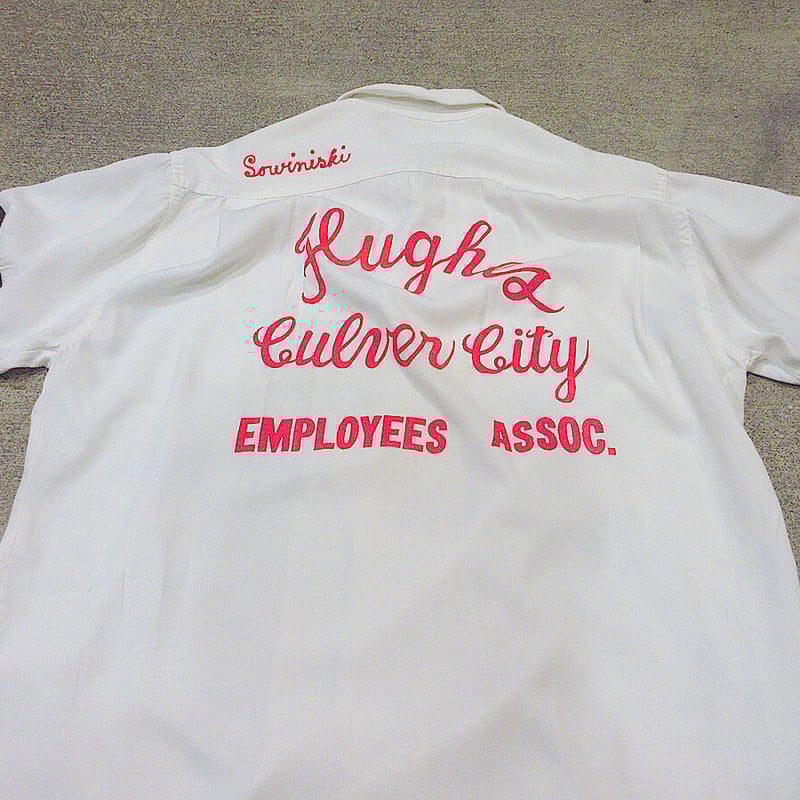 Sowiniski
Hughes
Culver City
EMPLOYEES ASSOC.